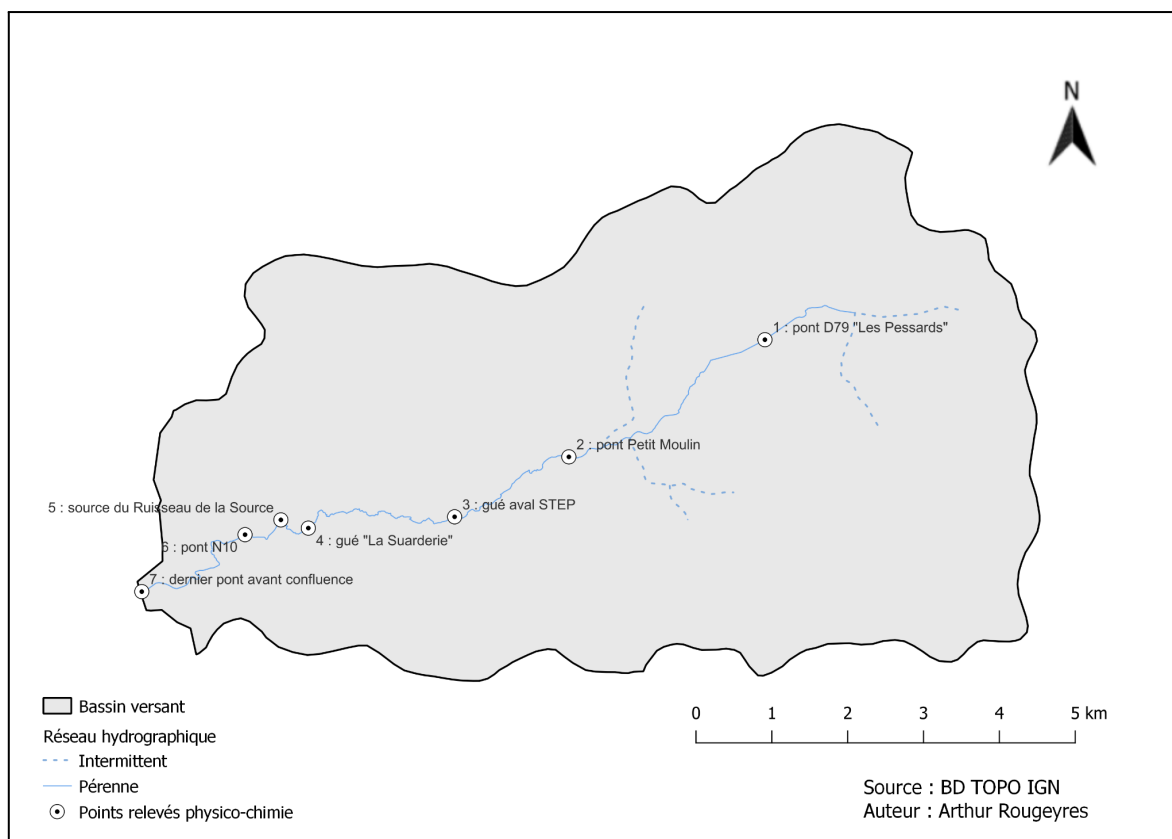 N
1 : pont D79 "Les Pessards"
2 : pont Petit Moulin
3 : gué aval STEP
5 : source du Ruisseau de la Source
4 : gué "La Suarderie"
6 : pont N10
7 : dernier pont avant confluence
Bassin versant
Réseau hydrographique
Intermittent
Pérenne
Points relevés physico-chimie
0 1 2 3 4 5 km
Source : BD TOPO IGN
Auteur : Arthur Rougeyres